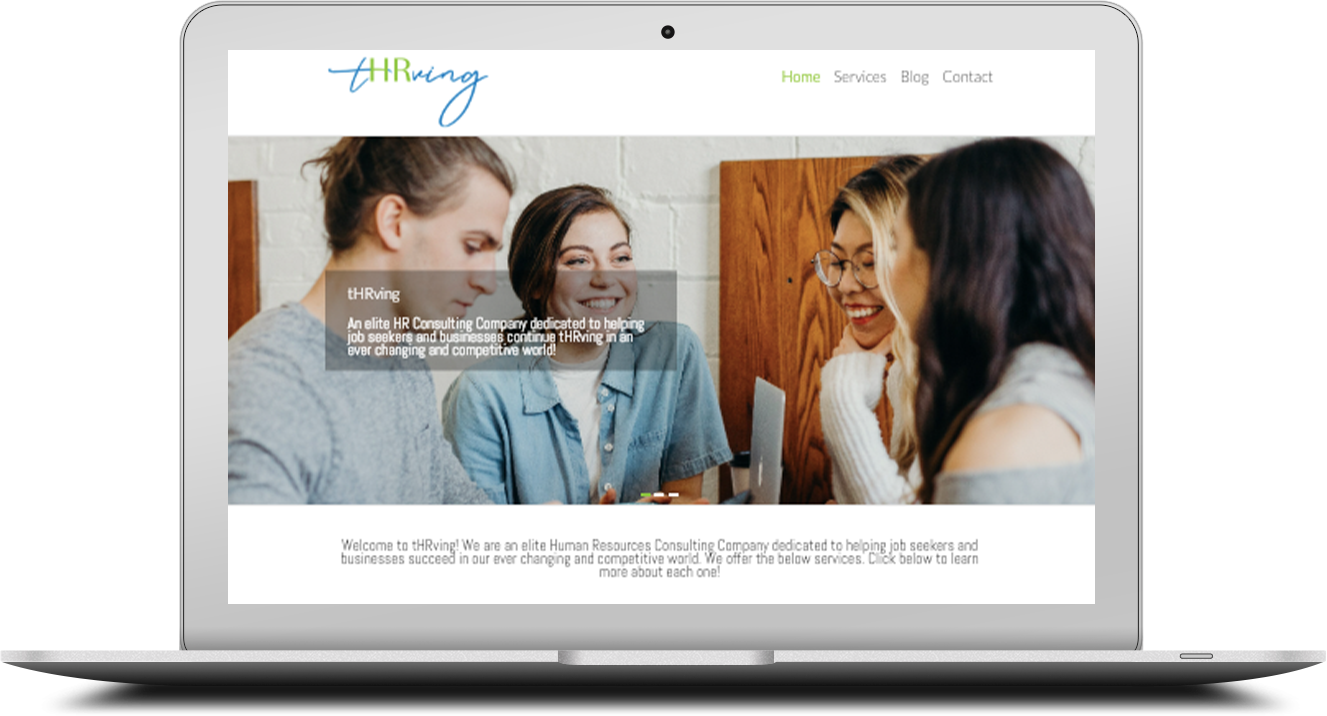 tHRving
Home Services Blog Contact
tHRving
An elite HR Consulting Company dedicated to helping
job seekers and businesses continue tHRving in an
ever changing and competitive world!
Welcome to tHRving! We are an elite Human Resources Consulting Company dedicated to helping job seekers and
businesses succeed in our ever changing and competitive world. We offer the below services. Click below to learn
more about each one!